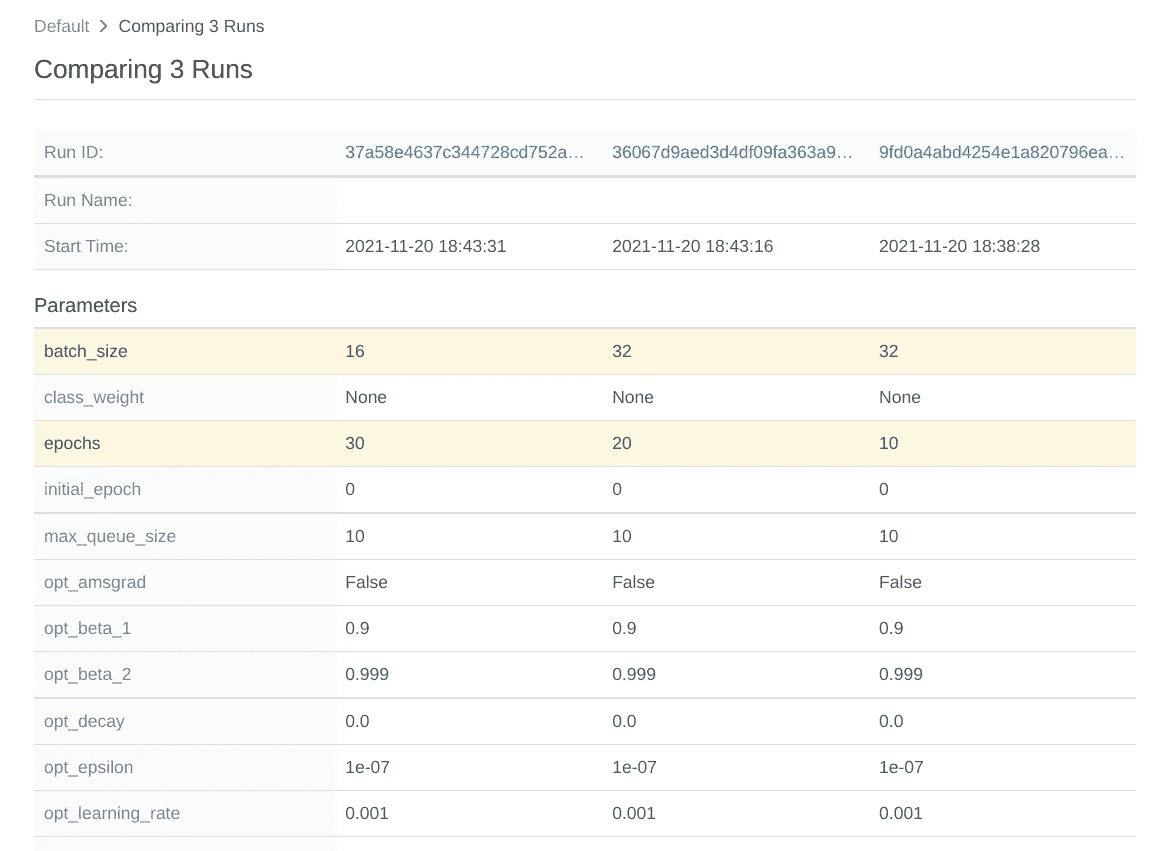 Default > Comparing 3 Runs
Comparing 3 Runs
Run ID: 37a58e4637c344728cd752a... 36067d9aed3d4df09fa363a9... 9fd0a4abd4254e1a820796ea...
Run Name:
Start Time: 2021-11-20 18:43:31 2021-11-20 18:43:16 2021-11-20 18:38:28
Parameters
batch_size 16 32 32
class_weight None None None
epochs 30 20 10
initial_epoch 0 0 0
max_queue_size 10 10 10
opt_amsgrad False False False
opt_beta_1 0.9 0.9 0.9
opt_beta_2 0.999 0.999 0.999
opt_decay 0.0 0.0 0.0
opt_epsilon 1e-07 1e-07 1e-07
opt_learning_rate 0.001 0.001 0.001